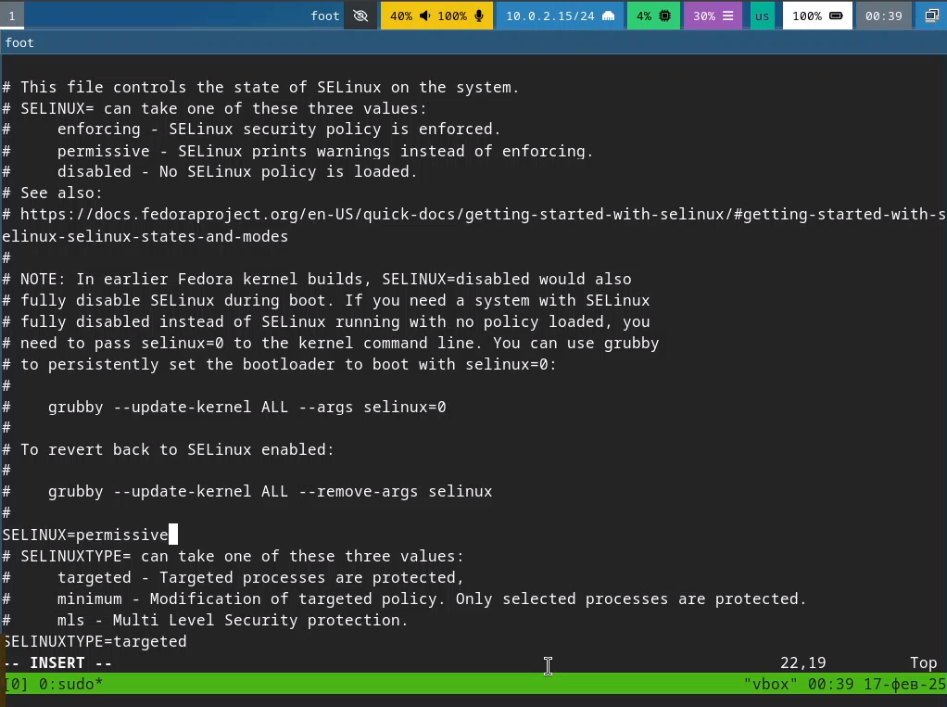 1 foot 40% 100% 10.0.2.15/24 4% 30% us 100% 00:39
foot
# This file controls the state of SELinux on the system.
# SELINUX= can take one of these three values:
#     enforcing - SELinux security policy is enforced.
#     permissive - SELinux prints warnings instead of enforcing.
#     disabled - No SELinux policy is loaded.
# See also:
# https://docs.fedoraproject.org/en-US/quick-docs/getting-started-with-selinux/#getting-started-with-s
elinux-selinux-states-and-modes
#
# NOTE: In earlier Fedora kernel builds, SELINUX=disabled would also
# fully disable SELinux during boot. If you need a system with SELinux
# fully disabled instead of SELinux running with no policy loaded, you
# need to pass selinux=0 to the kernel command line. You can use grubby
# to persistently set the bootloader to boot with selinux=0:
#
#    grubby --update-kernel ALL --args selinux=0
#
# To revert back to SELinux enabled:
#
#    grubby --update-kernel ALL --remove-args selinux
#
SELINUX=permissive
# SELINUXTYPE= can take one of these three values:
#     targeted - Targeted processes are protected,
#     minimum - Modification of targeted policy. Only selected processes are protected.
#     mls - Multi Level Security protection.
SELINUXTYPE=targeted
-- INSERT -- 22,19 Top
[0] 0:sudo* "vbox" 00:39 17-фев-25